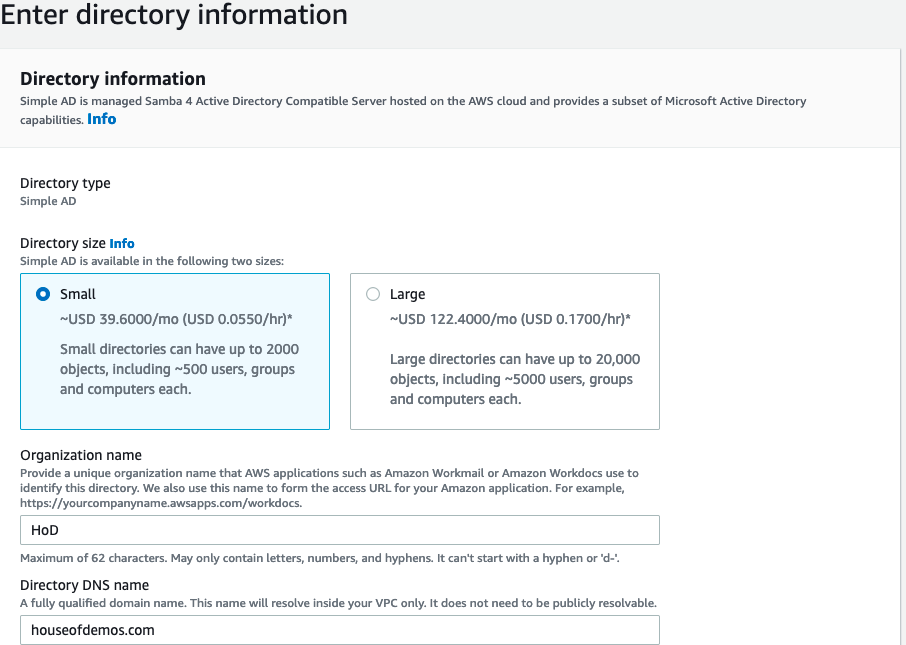 Enter directory information
Directory information
Simple AD is managed Samba 4 Active Directory Compatible Server hosted on the AWS cloud and provides a subset of Microsoft Active Directory
capabilities. Info
Directory type
Simple AD
Directory size Info
Simple AD is available in the following two sizes:
Small
~USD 39.6000/mo (USD 0.0550/hr)*
Small directories can have up to 2000
objects, including ~500 users, groups
and computers each.
Large
~USD 122.4000/mo (USD 0.1700/hr)*
Large directories can have up to 20,000
objects, including ~5000 users, groups
and computers each.
Organization name
Provide a unique organization name that AWS applications such as Amazon Workmail or Amazon Workdocs use to
identify this directory. We also use this name to form the access URL for your Amazon application. For example,
https://yourcompanyname.awsapps.com/workdocs.
HoD
Maximum of 62 characters. May only contain letters, numbers, and hyphens. It can't start with a hyphen or 'd-'.
Directory DNS name
A fully qualified domain name. This name will resolve inside your VPC only. It does not need to be publicly resolvable.
houseofdemos.com